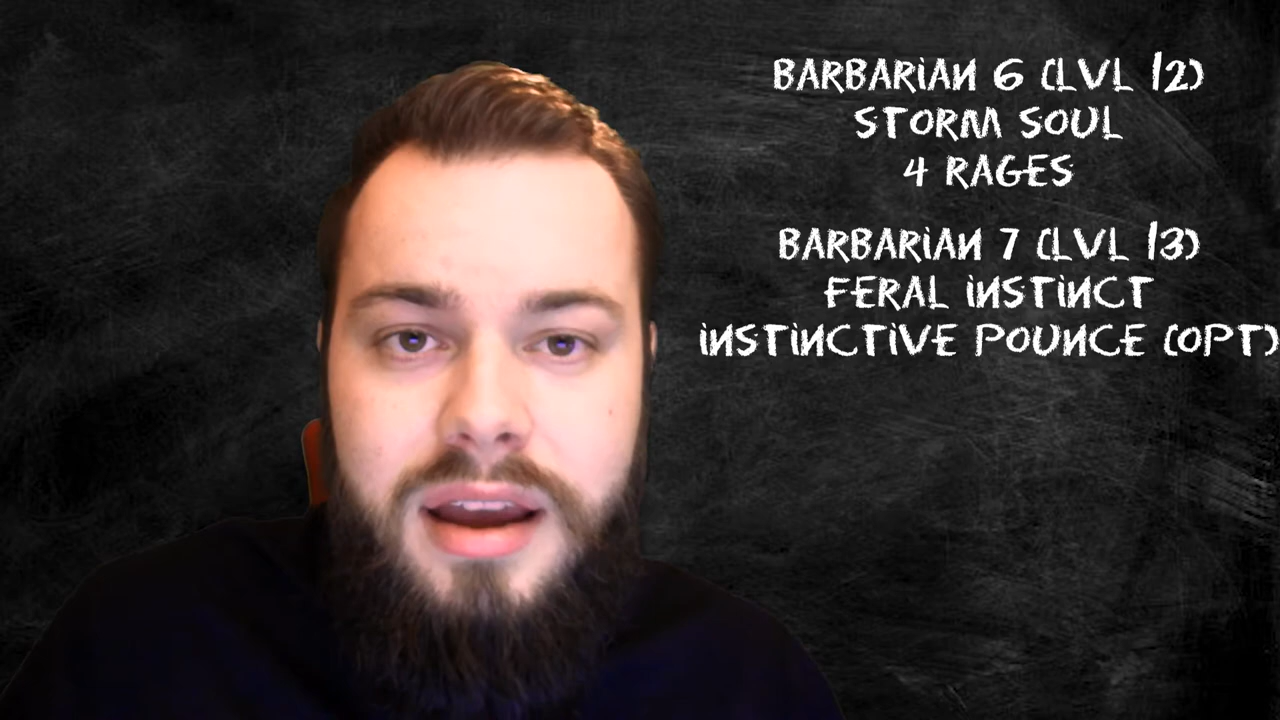 BARBARIAN 6 (LVL 12)
STORM SOUL
4 RAGES
BARBARIAN 7 (LVL 13)
FERAL INSTINCT
INSTINCTIVE POUNCE (OPT)